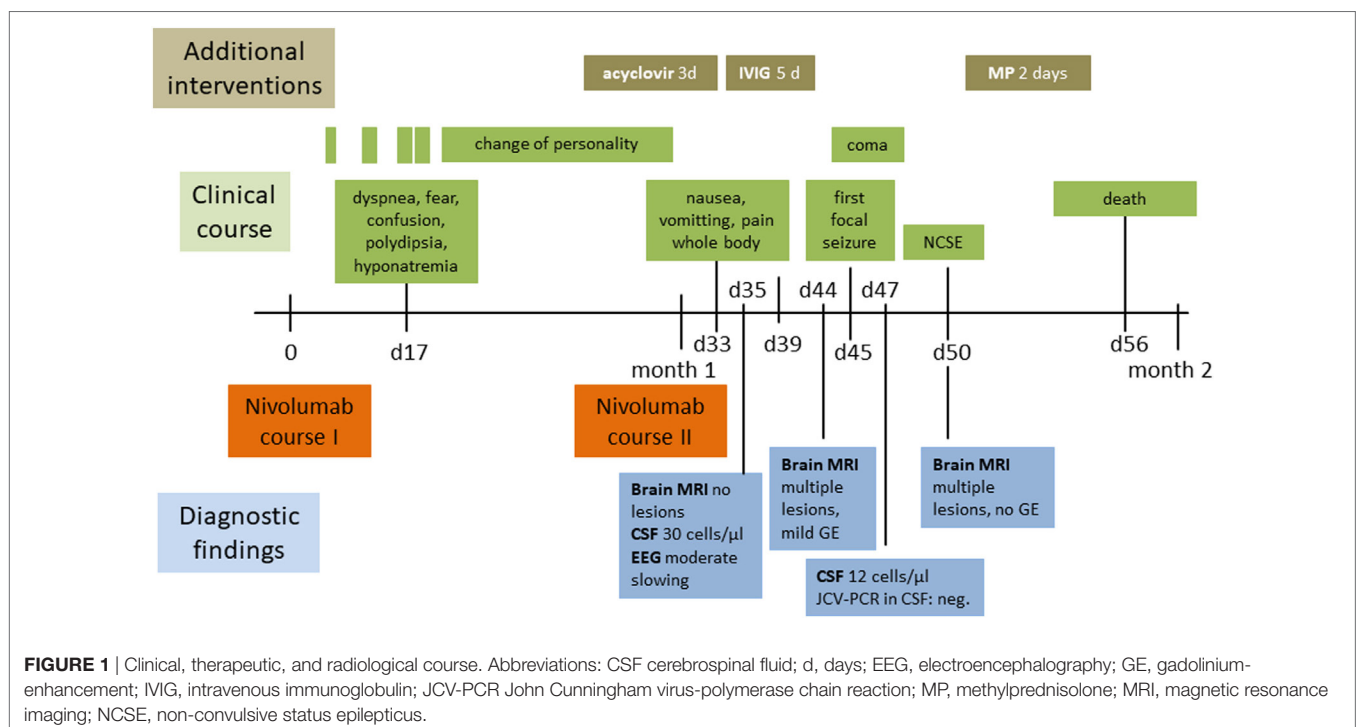 Additional
interventions
acyclovir 3d
IVIG 5 d
MP 2 days
change of personality
coma
Clinical
course
dyspnea, fear,
confusion,
polydipsia,
hyponatremia
nausea,
vomitting, pain
whole body
first
focal
seizure
NCSE
death
d35
d44
d47
0
d17
month 1
d33
d39
d45
d50
d56
month 2
Nivolumab
course I
Nivolumab
course II
Diagnostic
findings
Brain MRI no
lesions
CSF 30 cells/µl
EEG moderate
slowing
Brain MRI
multiple
lesions,
mild GE
Brain MRI
multiple
lesions, no GE
CSF 12 cells/µl
JCV-PCR in CSF: neg.
FIGURE 1 | Clinical, therapeutic, and radiological course. Abbreviations: CSF cerebrospinal fluid; d, days; EEG, electroencephalography; GE, gadolinium-
enhancement; IVIG, intravenous immunoglobulin; JCV-PCR John Cunningham virus-polymerase chain reaction; MP, methylprednisolone; MRI, magnetic resonance
imaging; NCSE, non-convulsive status epilepticus.